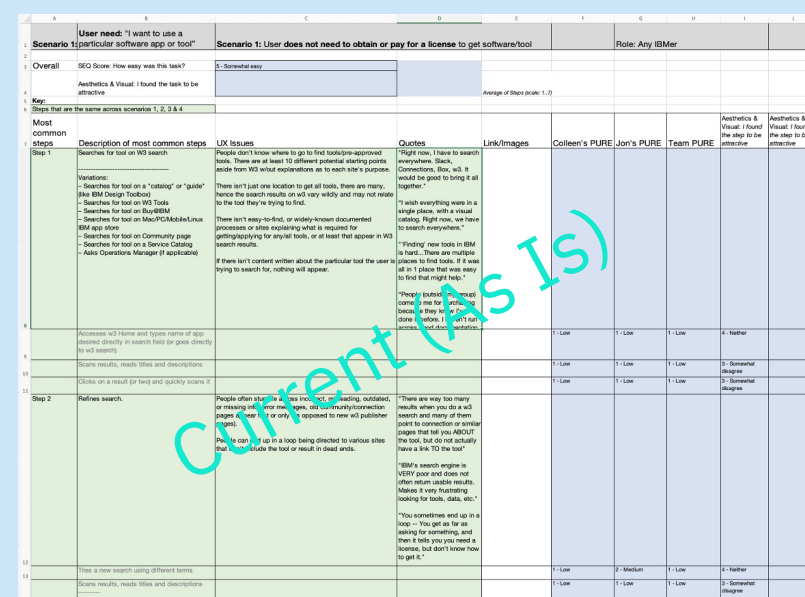 A B C D E F G H I J
User need: "I want to use a
1 Scenario 1: particular software app or tool" Scenario 1: User does not need to obtain or pay for a license to get software/tool Role: Any IBMer
2
3 Overall SEQ Score: How easy was this task? 5 - Somewhat easy
Aesthetics & Visual: I found the task to be
4 attractive Average of Steps (scale: 1..7)
5 Key:
6 Steps that are the same across scenarios 1, 2, 3 & 4
Most
common
7 steps Description of most common steps UX Issues Quotes Link/Images Colleen's PURE Jon's PURE Team PURE
Aesthetics &
Visual: I found
the step to be
attractive
Aesthetics &
8 Step 1
Searches for tool on W3 search
Variations:
– Searches for tool on a "catalog" or "guide"
(like IBM Design Toolbox)
– Searches for tool on W3 Tools
– Searches for tool on Buy@IBM
– Searches for tool on Mac/PC/Mobile/Linux
IBM app store
– Searches for tool on Community page
– Searches for tool on a Service Catalog
– Asks Operations Manager (if applicable)
People don't know where to go to find tools/pre-approved
tools. There are at least 10 different potential starting points
aside from W3 w/out explanations as to each site's purpose.
There isn't just one location to get all tools, there are many,
hence the search results on w3 vary wildly and may not relate
to the tool they're trying to find.
There isn't easy-to-find, or widely-known documented
processes or sites explaining what is required for
getting/applying for any/all tools, or at least that appear in W3
search results.
If there isn't content written about the particular tool the user is
trying to search for, nothing will appear.
"Right now, I have to search
everywhere. Slack,
Connections, Box, w3. It
would be good to bring it all
together."
"I wish everything were in a
single place, with a visual
catalog. Right now, we have
to search everywhere."
"'Finding' new tools in IBM
is hard...There are multiple
places to find tools. If it was
all in 1 place that was easy
to find that might help."
"People
9 Accesses w3 Home and types name of app
desired directly in search field (or goes directly
to w3 search)
1 - Low 1 - Low 1 - Low 4 - Neither
10 Scans results, reads titles and descriptions 1 - Low 1 - Low 1 - Low 3 - Somewhat
disagree
11 Clicks on a result (or two) and quickly scans it 1 - Low 1 - Low 1 - Low 3 - Somewhat
disagree
12 Step 2 Refines search.
People often
or missing
"There are way too many
results when you do a w3
search and many of them
point to connection or similar
pages that tell you ABOUT
the tool, but do not actually
have a link TO the tool"
"IBM's search engine is
VERY poor and does not
often return usable results.
Makes it very frustrating
looking for tools, data, etc."
"You sometimes end up in a
loop -- You get as far as
asking for something, and
then it tells you you need a
license, but don't know how
to get it."
13 Tries a new search using different terms 1 - Low 2 - Medium 1 - Low 4 - Neither
Scans results, reads titles and descriptions 1 - Low 1 - Low 1 - Low 3 - Somewhat
disagree
Current (As Is)